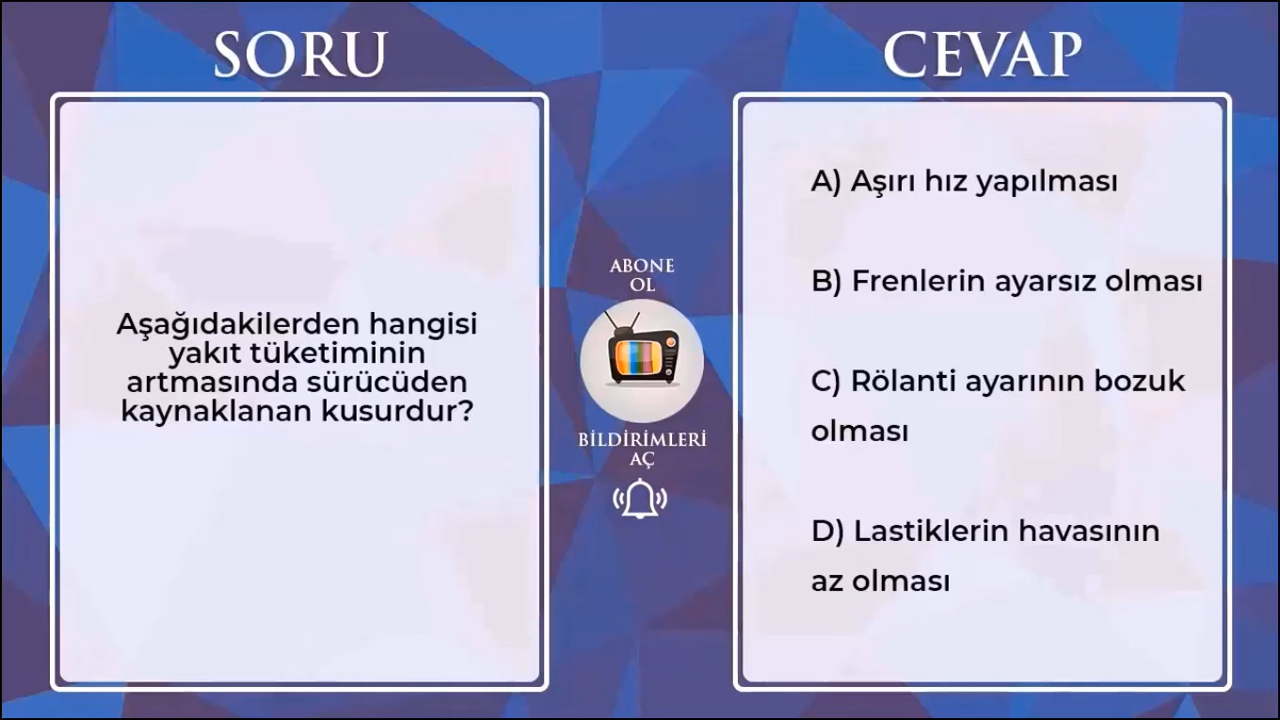 SORU
Aşağıdakilerden hangisi
yakıt tüketiminin
artmasında sürücüden
kaynaklanan kusurdur?
ABONE
OL
BİLDİRİMLERİ
AÇ
CEVAP
A) Aşırı hız yapılması
B) Frenlerin ayarsız olması
C) Rölanti ayarının bozuk
olması
D) Lastiklerin havasının
az olması